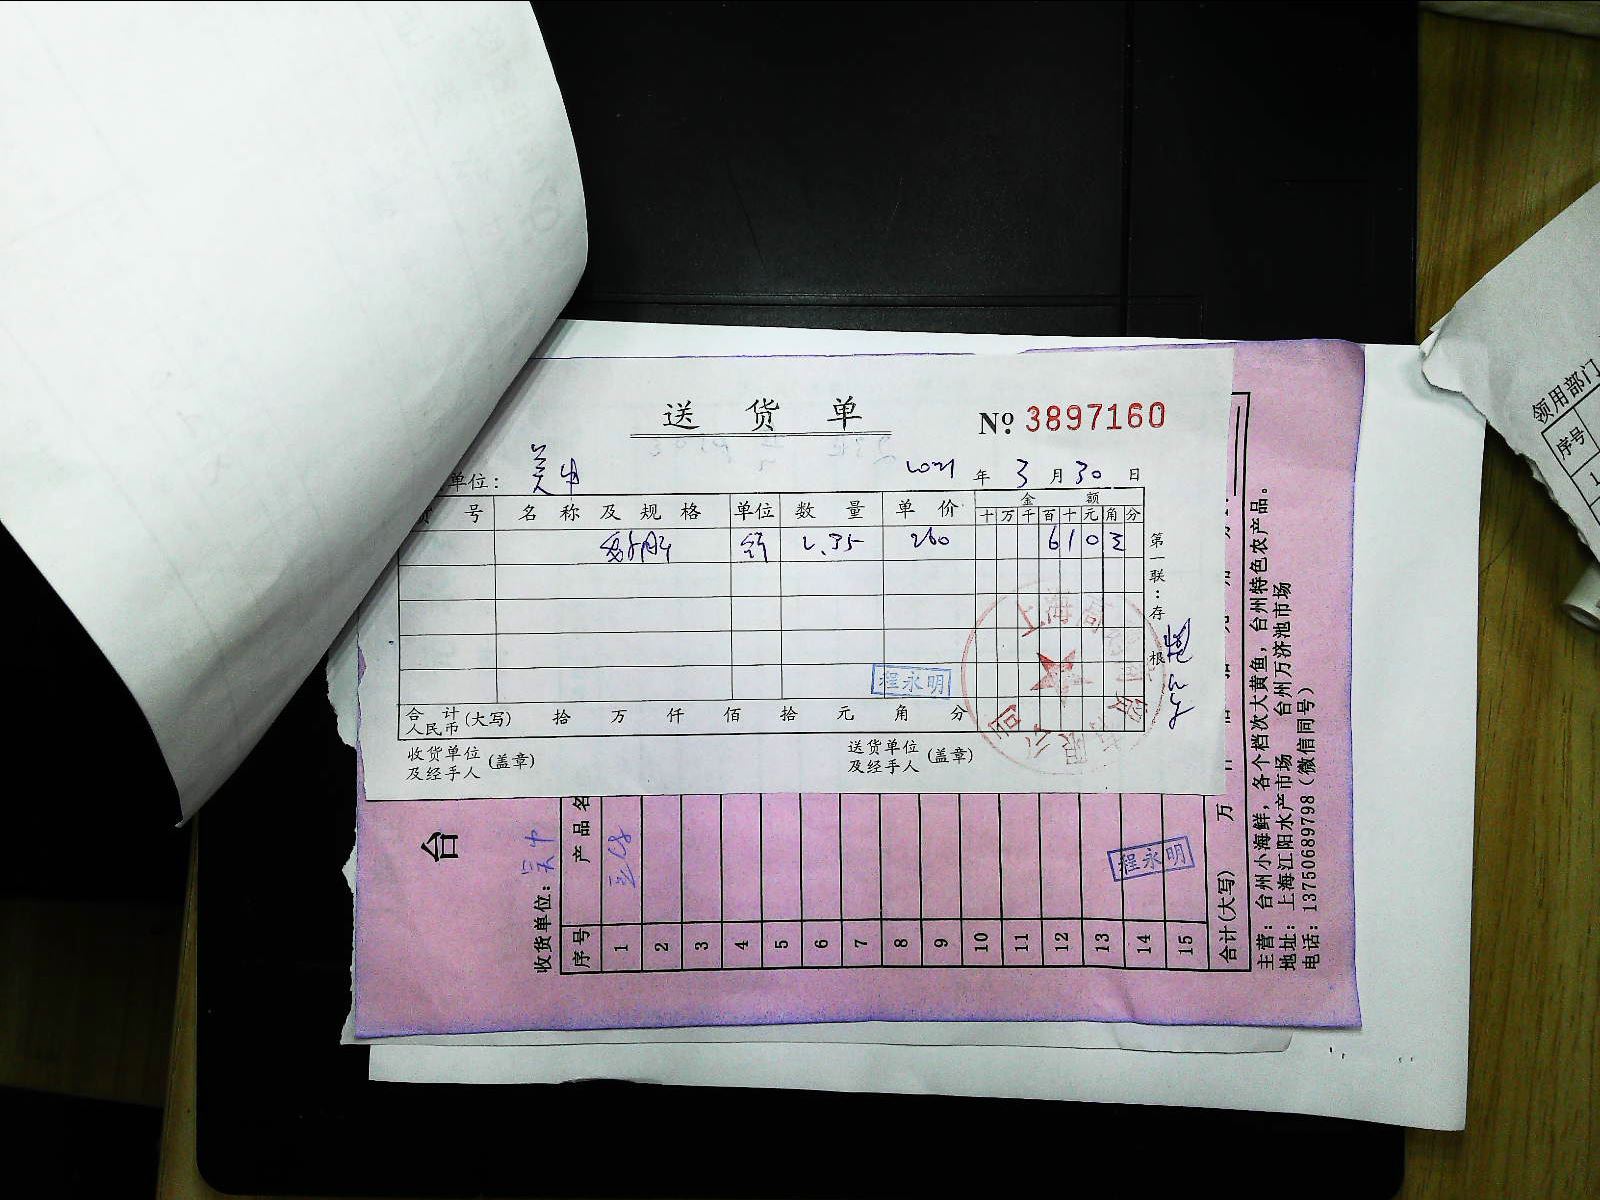 送货单
№ 3897160
单位：
2021 年 3 月 30 日
号 名称及规格 单位 数量 单价 金额
十 万 千 百 十 元 角 分
2.35 260 6 1 0
第一联：存根
程永明
合计人民币(大写) 拾 万 仟 佰 拾 元 角 分
收货单位及经手人(盖章)
送货单位及经手人(盖章)
上海
限公司
台
收货单位：
序号 产品名
1
2
3
4
5
6
7
8
9
10
11
12
13
14
15
程永明
合计(大写) 万
主营：台州小海鲜，各个档次大黄鱼，台州特色农产品。
地址：上海江阳水产市场 台州万济池市场
电话：13750689798（微信同号）
领用部门
序号
1